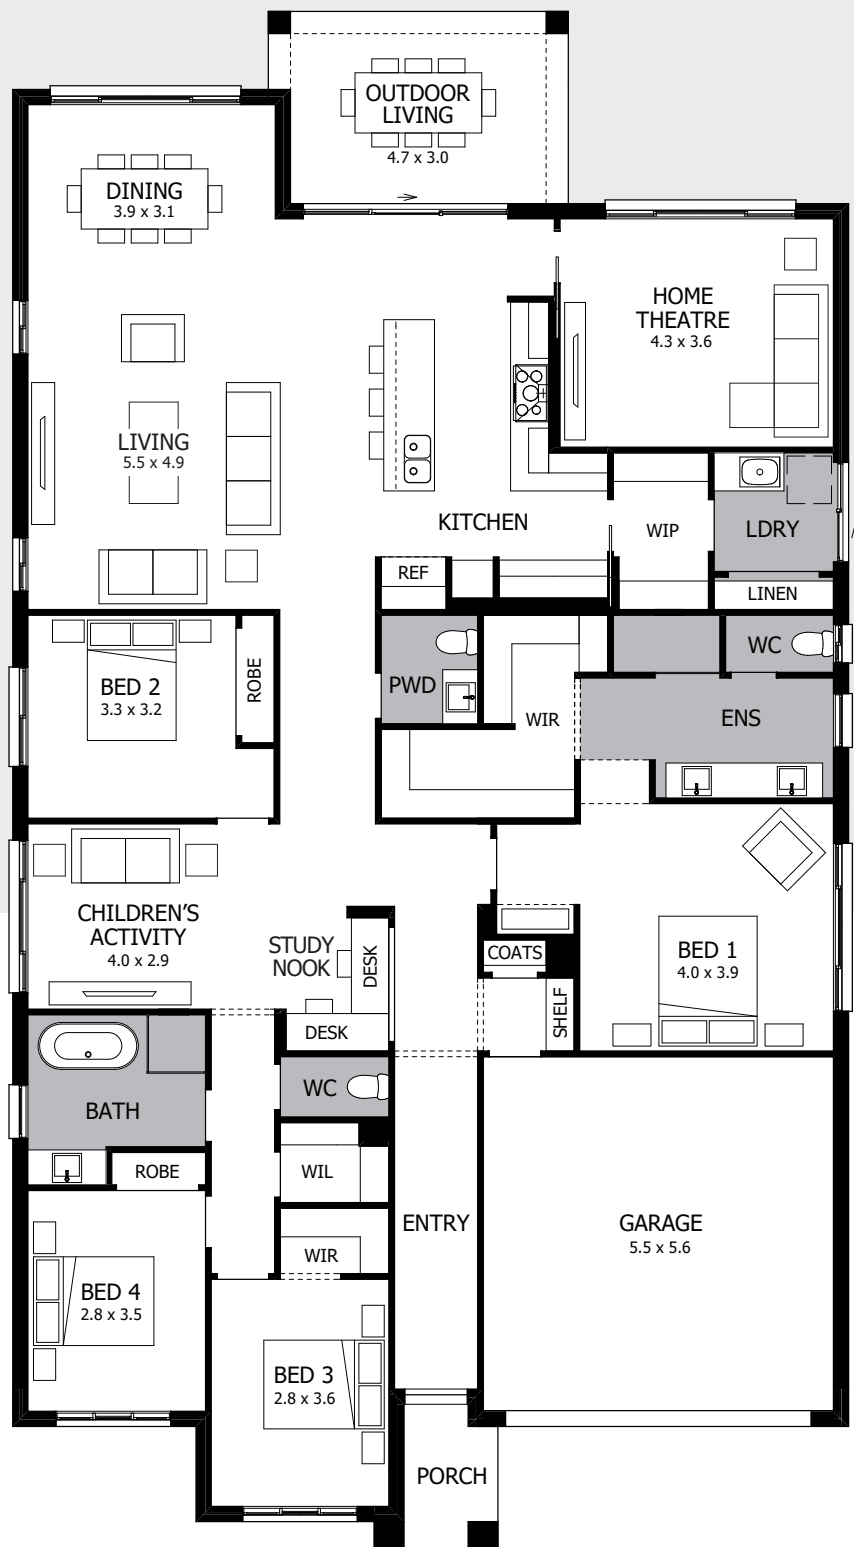 OUTDOOR
LIVING
4.7 x 3.0
DINING
3.9 x 3.1
HOME
THEATRE
4.3 x 3.6
LIVING
5.5 x 4.9
KITCHEN
WIP
LDRY
REF
LINEN
BED 2
3.3 x 3.2
ROBE
PWD
WIR
WC
ENS
CHILDREN'S
ACTIVITY
4.0 x 2.9
STUDY
NOOK
DESK
DESK
COATS
SHELF
BED 1
4.0 x 3.9
BATH
WC
ROBE
WIL
WIR
ENTRY
GARAGE
5.5 x 5.6
BED 4
2.8 x 3.5
BED 3
2.8 x 3.6
PORCH